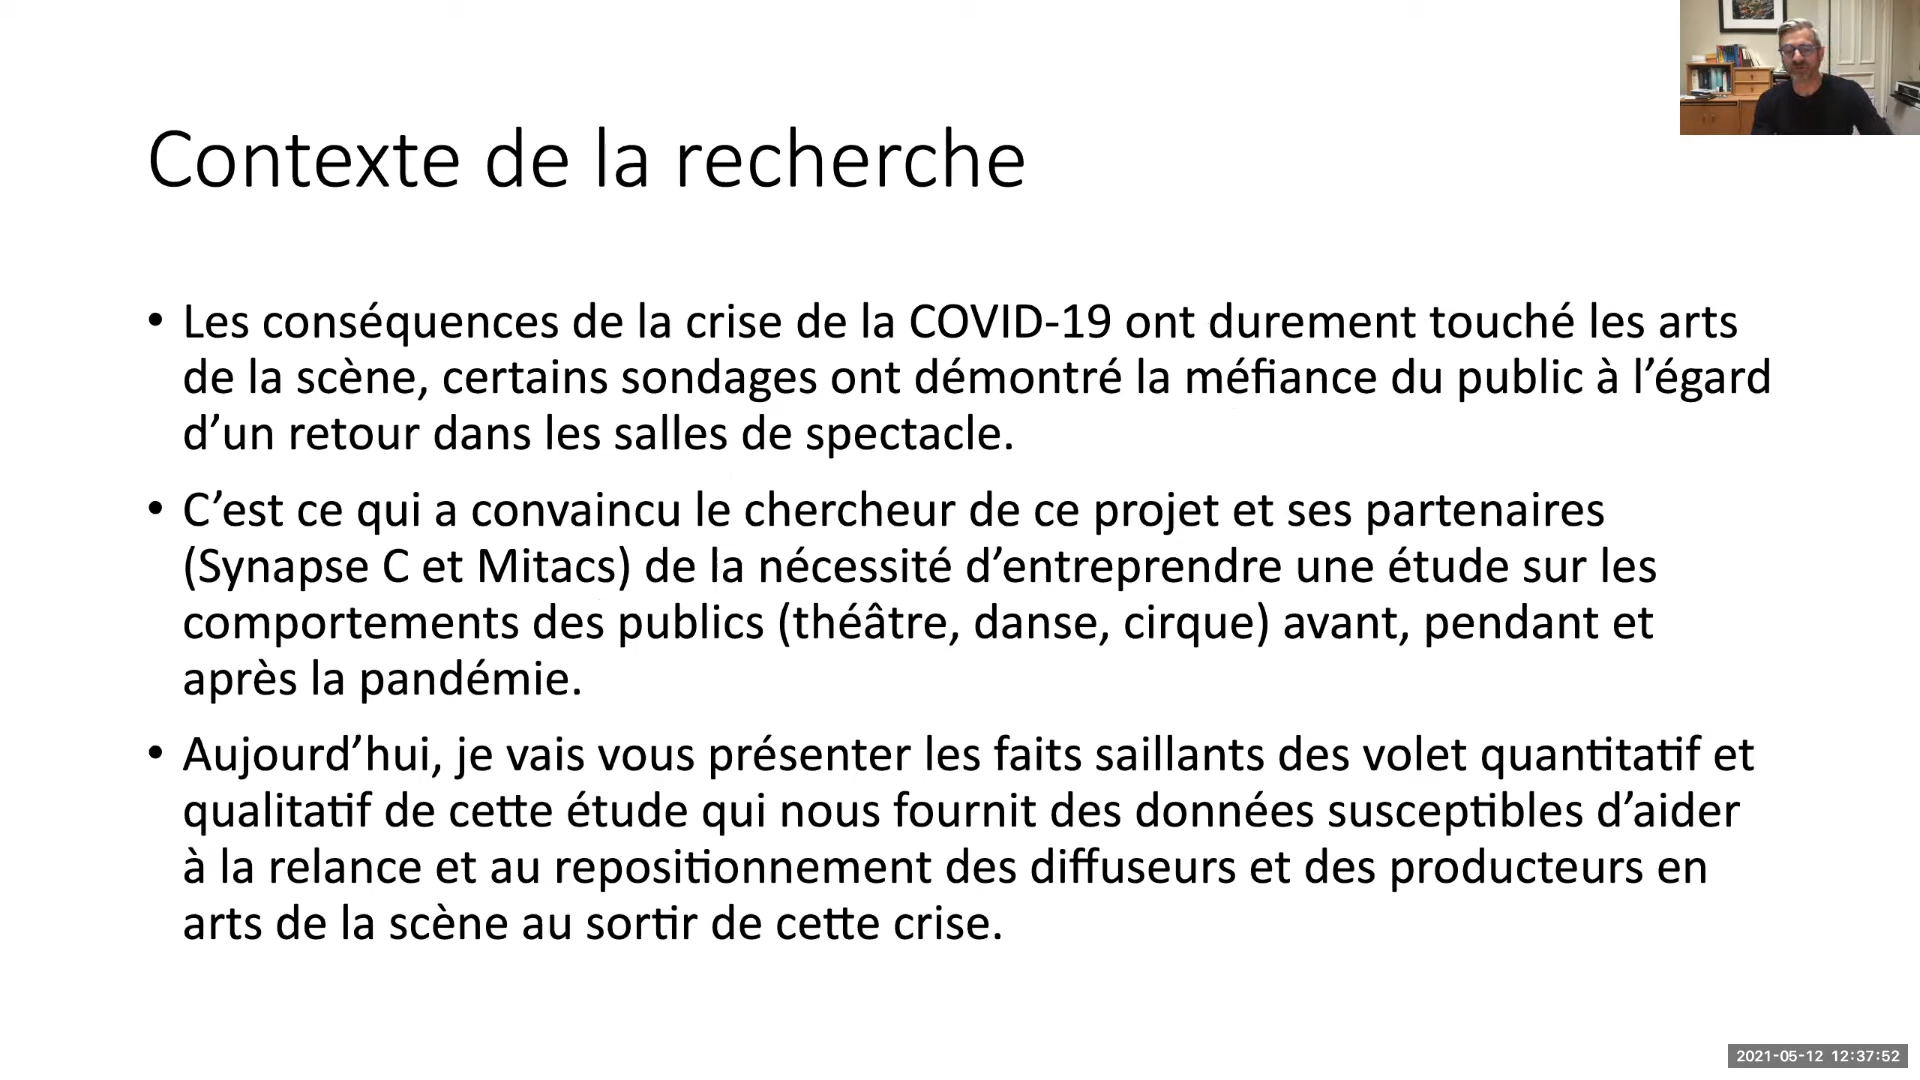 Contexte de la recherche
• Les conséquences de la crise de la COVID-19 ont durement touché les arts
de la scène, certains sondages ont démontré la méfiance du public à l’égard
d’un retour dans les salles de spectacle.
• C’est ce qui a convaincu le chercheur de ce projet et ses partenaires
(Synapse C et Mitacs) de la nécessité d’entreprendre une étude sur les
comportements des publics (théâtre, danse, cirque) avant, pendant et
après la pandémie.
• Aujourd’hui, je vais vous présenter les faits saillants des volet quantitatif et
qualitatif de cette étude qui nous fournit des données susceptibles d’aider
à la relance et au repositionnement des diffuseurs et des producteurs en
arts de la scène au sortir de cette crise.
2021-05-12 12:37:52